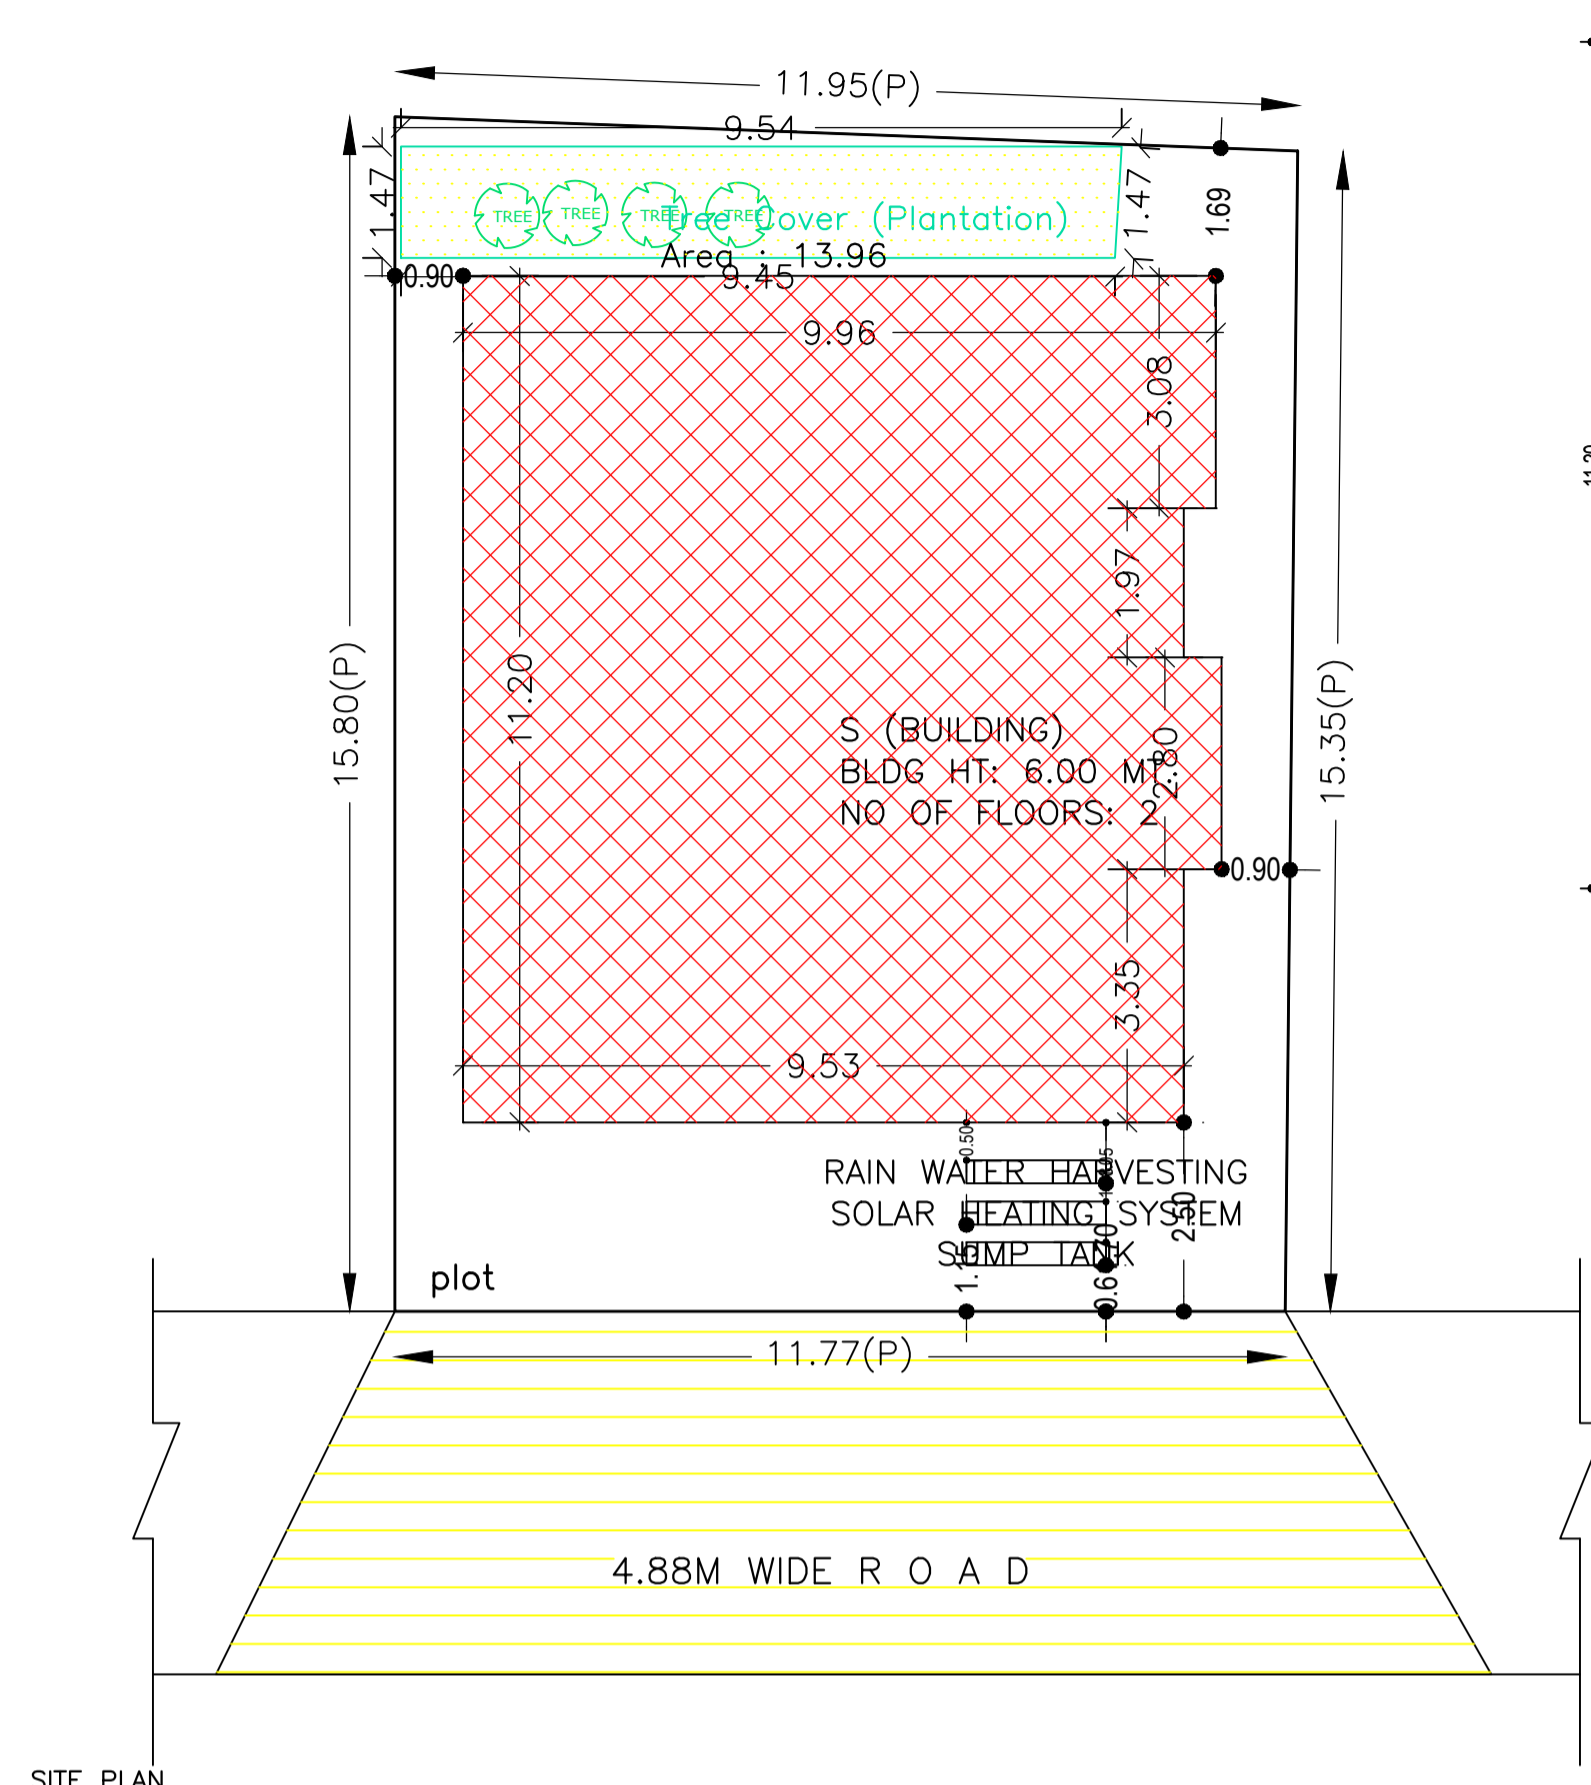 11.95(P)
9.54
1.47
1.47
1.69
TREE
TREE
TREE
TREE
Tree Cover (Plantation)
Area : 13.96
0.90
9.45
9.96
3.08
1.97
11.20
15.80(P)
15.35(P)
S (BUILDING)
BLDG HT: 6.00 MT
NO OF FLOORS: 2
2.80
0.90
3.35
9.53
0.50
RAIN WATER HARVESTING
SOLAR HEATING SYSTEM
SUMP TANK
2.50
plot
11.77(P)
4.88M WIDE R O A D
SITE PLAN